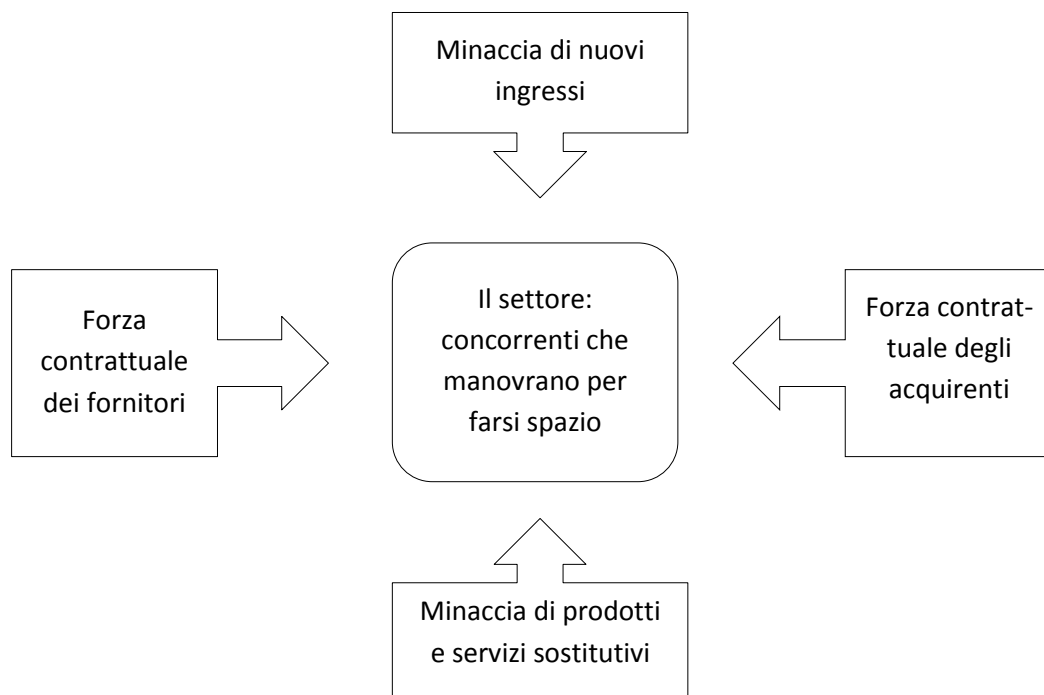 Minaccia di nuovi
ingressi
Forza
contrattuale
dei fornitori
Il settore:
concorrenti che
manovrano per
farsi spazio
Forza contrat-
tuale degli
acquirenti
Minaccia di prodotti
e servizi sostitutivi